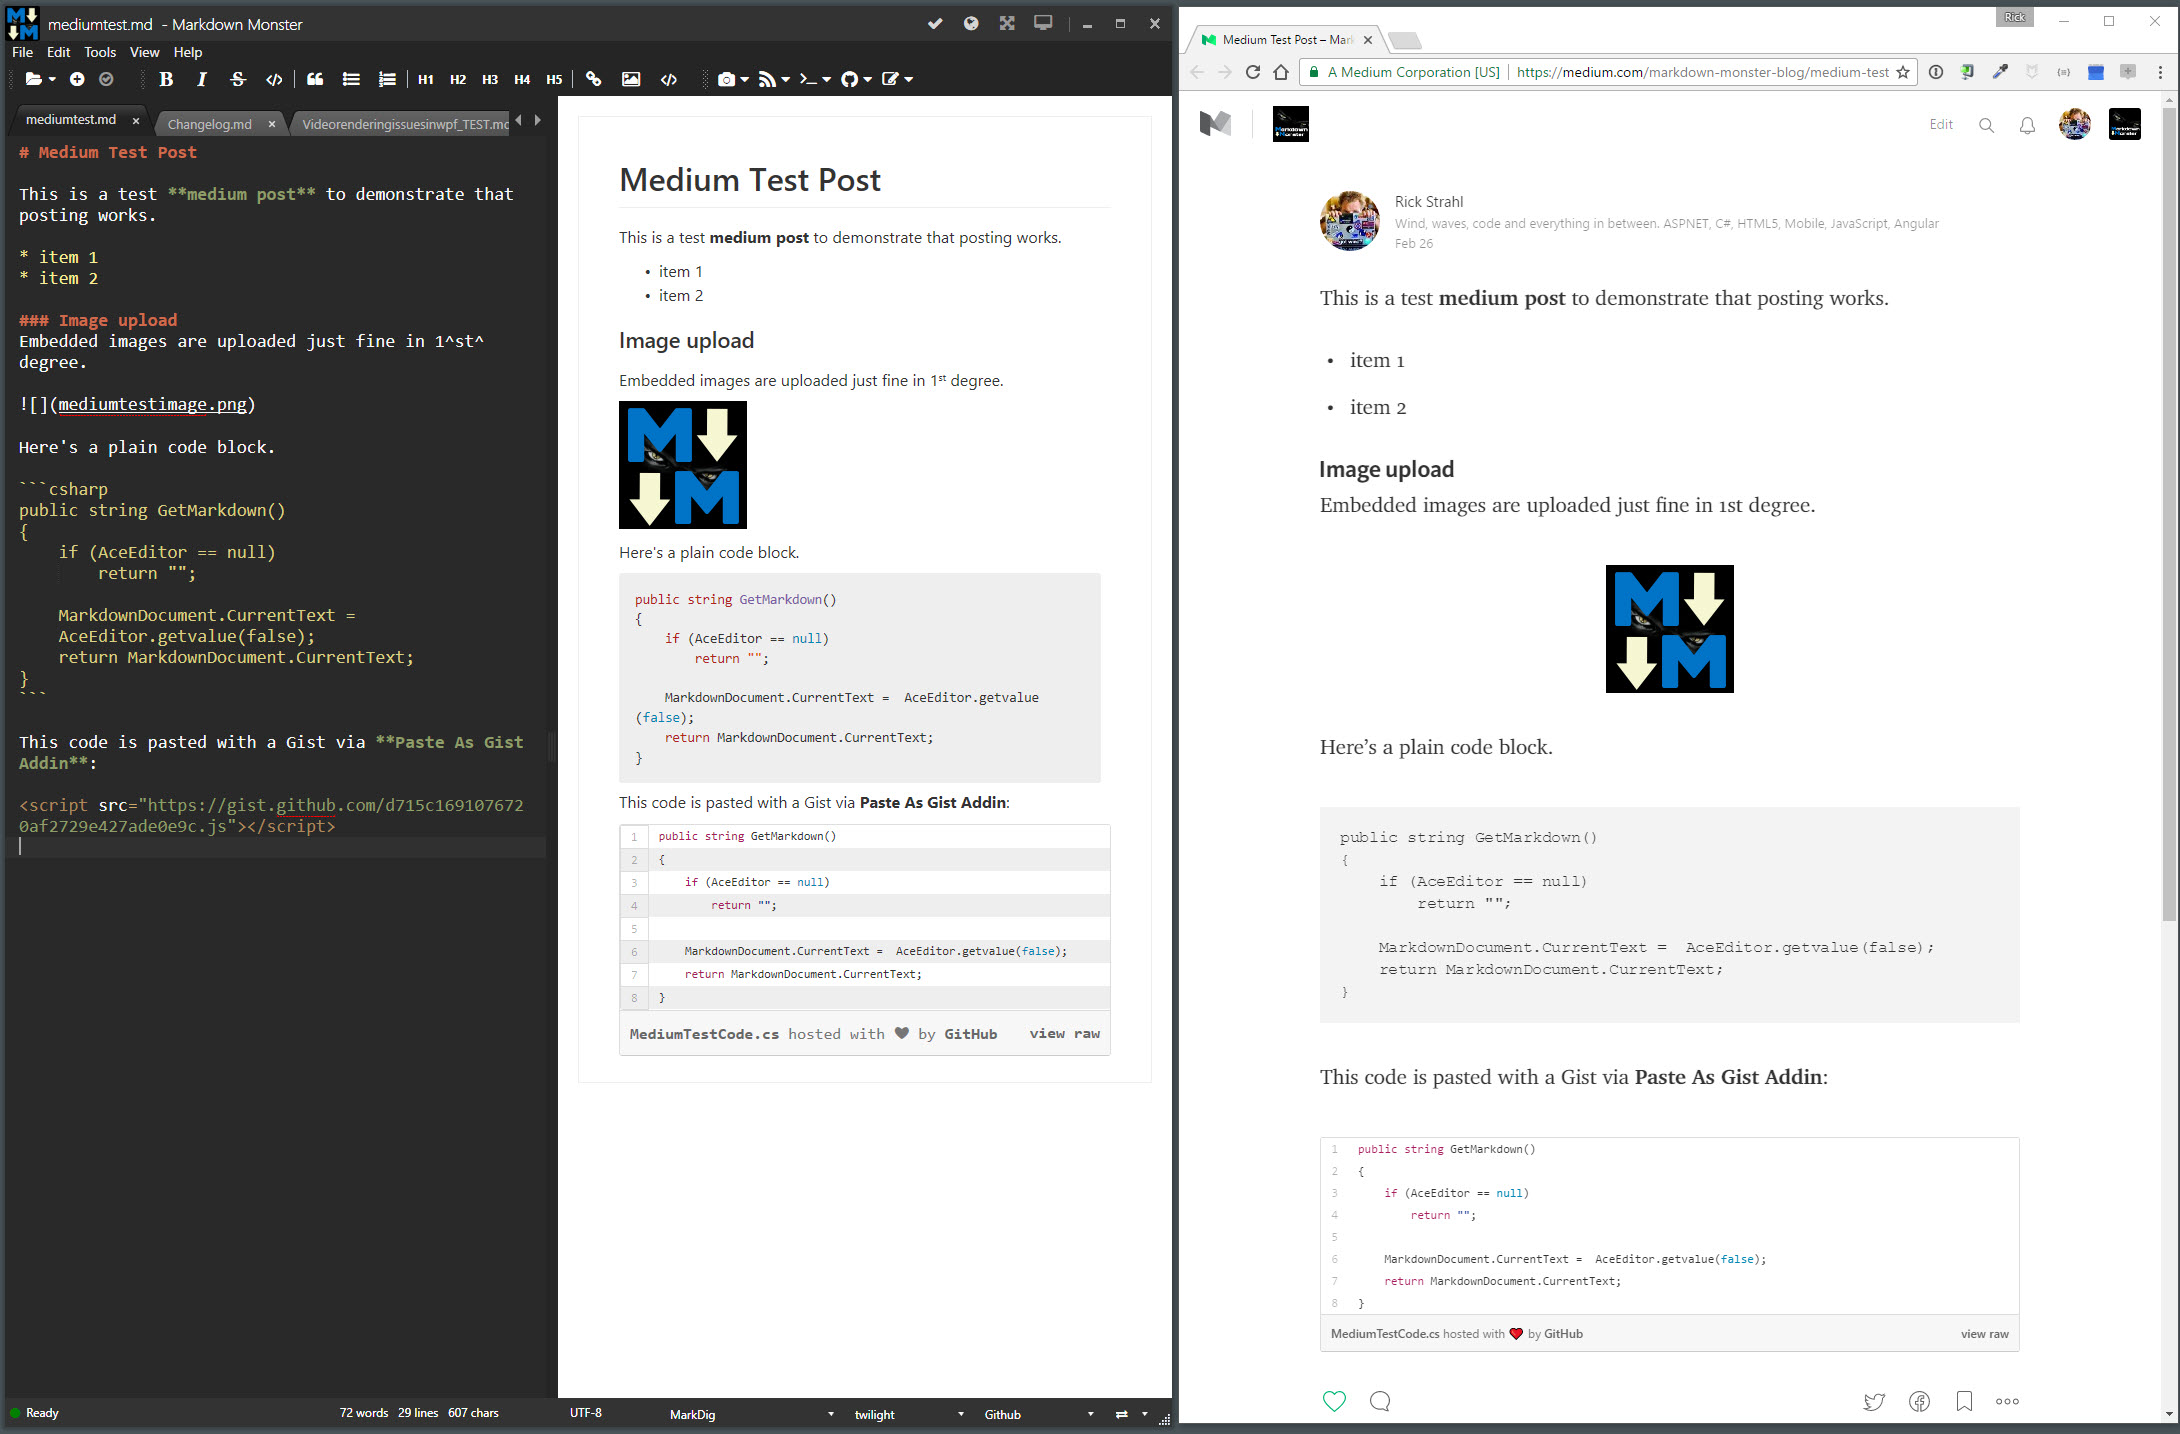 mediumtest.md - Markdown Monster
File Edit Tools View Help
B I S </> H1 H2 H3 H4 H5 </>
mediumtest.md × Changelog.md × Videorenderingissuesinwpf_TEST.md
# Medium Test Post
This is a test **medium post** to demonstrate that
posting works.
* item 1
* item 2
### Image upload
Embedded images are uploaded just fine in 1^st^
degree.
![](mediumtestimage.png)
Here's a plain code block.
```csharp
public string GetMarkdown()
{
    if (AceEditor == null)
        return "";
    MarkdownDocument.CurrentText =
    AceEditor.getvalue(false);
    return MarkdownDocument.CurrentText;
}
```
This code is pasted with a Gist via **Paste As Gist
Addin**:
<script src="https://gist.github.com/d715c169107672
0af2729e427ade0e9c.js"></script>
Ready 72 words 29 lines 607 chars UTF-8 MarkDig twilight Github
Medium Test Post
This is a test medium post to demonstrate that posting works.
• item 1
• item 2
Image upload
Embedded images are uploaded just fine in 1st degree.
M
M
Here's a plain code block.
public string GetMarkdown()
{
    if (AceEditor == null)
        return "";
    MarkdownDocument.CurrentText =  AceEditor.getvalue
(false);
    return MarkdownDocument.CurrentText;
}
This code is pasted with a Gist via Paste As Gist Addin:
1 public string GetMarkdown()
2 {
3     if (AceEditor == null)
4         return "";
5
6     MarkdownDocument.CurrentText =  AceEditor.getvalue(false);
7     return MarkdownDocument.CurrentText;
8 }
MediumTestCode.cs hosted with ❤ by GitHub view raw
Rick
Medium Test Post – Mar
A Medium Corporation [US] https://medium.com/markdown-monster-blog/medium-test
Markdown Monster
Edit
Rick Strahl
Wind, waves, code and everything in between. ASPNET, C#, HTML5, Mobile, JavaScript, Angular
Feb 26
This is a test medium post to demonstrate that posting works.
• item 1
• item 2
Image upload
Embedded images are uploaded just fine in 1st degree.
M
M
Here’s a plain code block.
public string GetMarkdown()
{
    if (AceEditor == null)
        return "";
    MarkdownDocument.CurrentText =  AceEditor.getvalue(false);
    return MarkdownDocument.CurrentText;
}
This code is pasted with a Gist via Paste As Gist Addin:
1 public string GetMarkdown()
2 {
3     if (AceEditor == null)
4         return "";
5
6     MarkdownDocument.CurrentText =  AceEditor.getvalue(false);
7     return MarkdownDocument.CurrentText;
8 }
MediumTestCode.cs hosted with ❤ by GitHub view raw